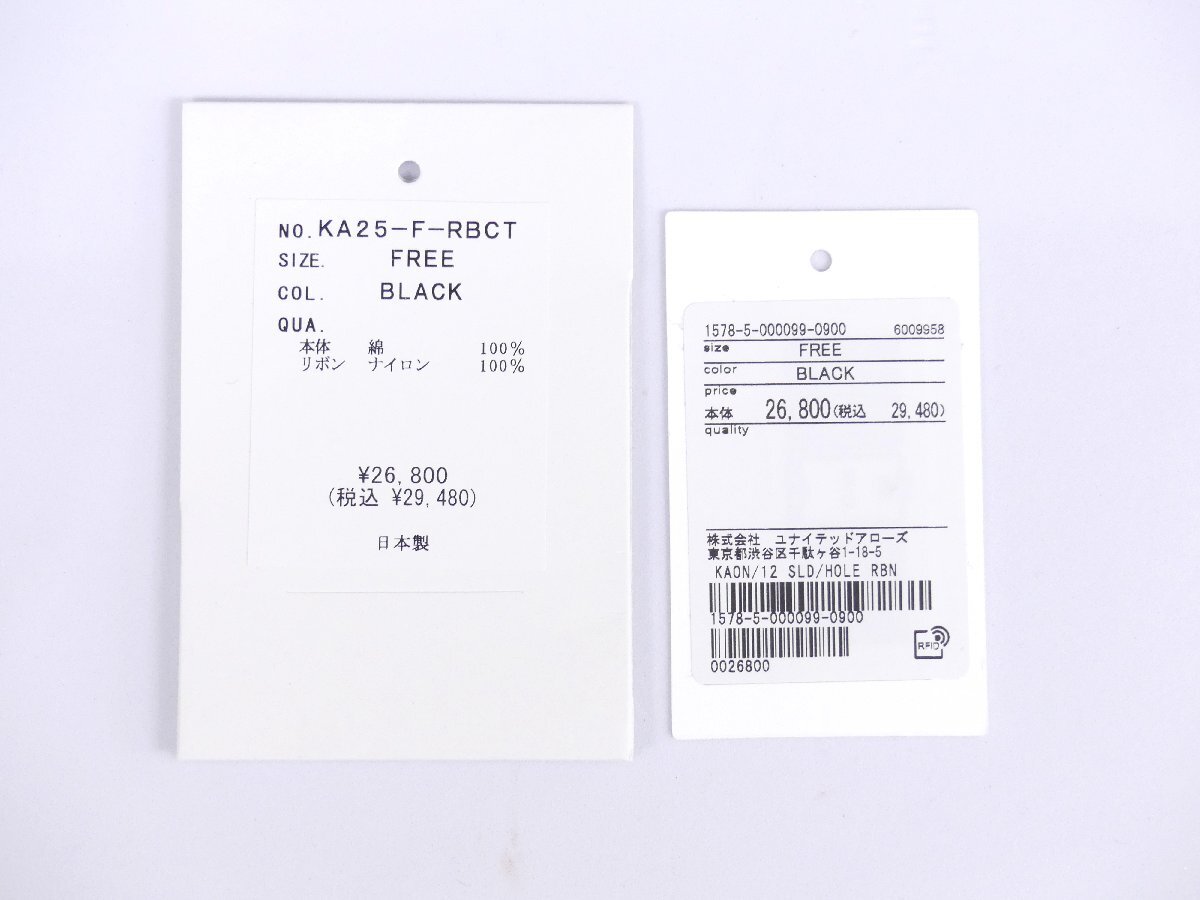 NO. KA25-F-RBCT
SIZE. FREE
COL. BLACK
QUA.
本体 綿 100%
リボン ナイロン 100%
¥26,800
(税込 ¥29,480)
日本製
1578-5-000099-0900 6009958
size FREE
color BLACK
price
本体 26,800(税込 29,480)
quality
株式会社 ユナイテッドアローズ
東京都渋谷区千駄ヶ谷1-18-5
KAON/12 SLD/HOLE RBN
1578-5-000099-0900
RFID
0026800